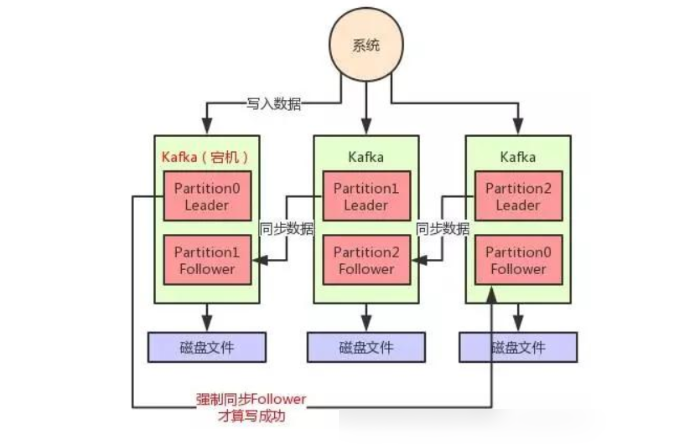 系统
写入数据
Kafka（宕机）
Kafka
Kafka
Partition0
Leader
Partition1
Leader
Partition2
Leader
同步数据
同步数据
Partition1
Follower
Partition2
Follower
Partition0
Follower
磁盘文件
磁盘文件
磁盘文件
强制同步Follower
才算写成功